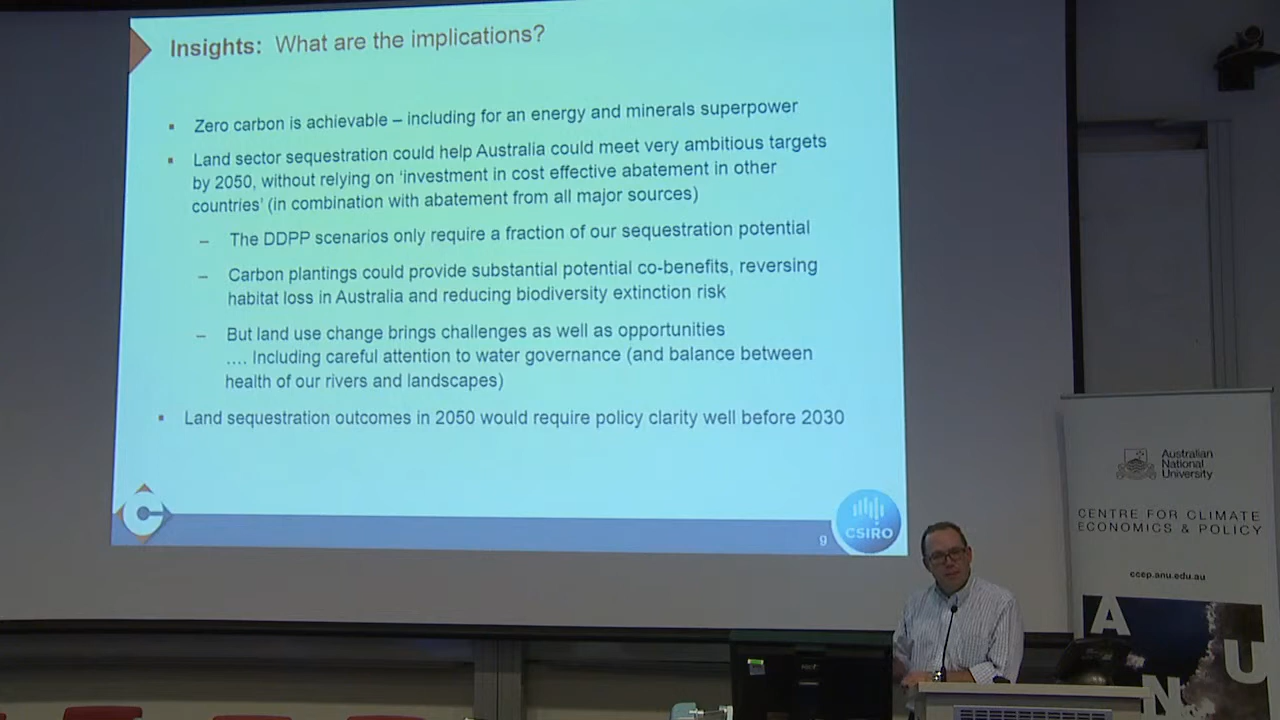 Insights: What are the implications?
▪ Zero carbon is achievable – including for an energy and minerals superpower
▪ Land sector sequestration could help Australia could meet very ambitious targets
by 2050, without relying on ‘investment in cost effective abatement in other
countries’ (in combination with abatement from all major sources)
– The DDPP scenarios only require a fraction of our sequestration potential
– Carbon plantings could provide substantial potential co-benefits, reversing
habitat loss in Australia and reducing biodiversity extinction risk
– But land use change brings challenges as well as opportunities
…. Including careful attention to water governance (and balance between
health of our rivers and landscapes)
▪ Land sequestration outcomes in 2050 would require policy clarity well before 2030
9
CSIRO
Australian
National
University
CENTRE FOR CLIMATE
ECONOMICS & POLICY
ccep.anu.edu.au
A
N
U